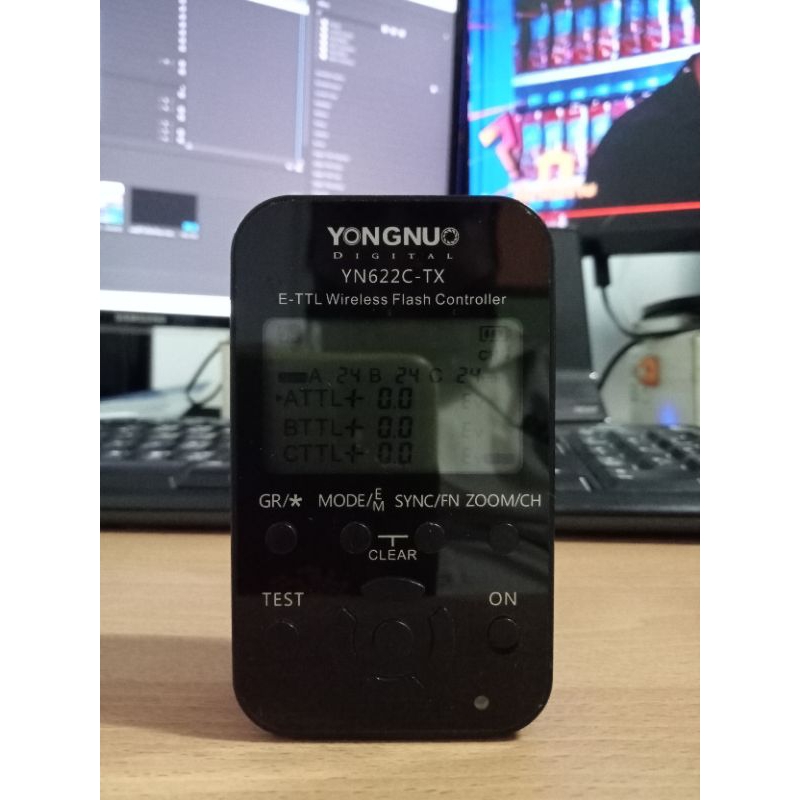 YONGNUO
DIGITAL
YN622C-TX
E-TTL Wireless Flash Controller
A 24 B 24 C 24
ATTL+ 0.0
BTTL+ 0.0
CTTL+ 0.0
GR/* MODE/EM SYNC/FN ZOOM/CH
CLEAR
TEST ON